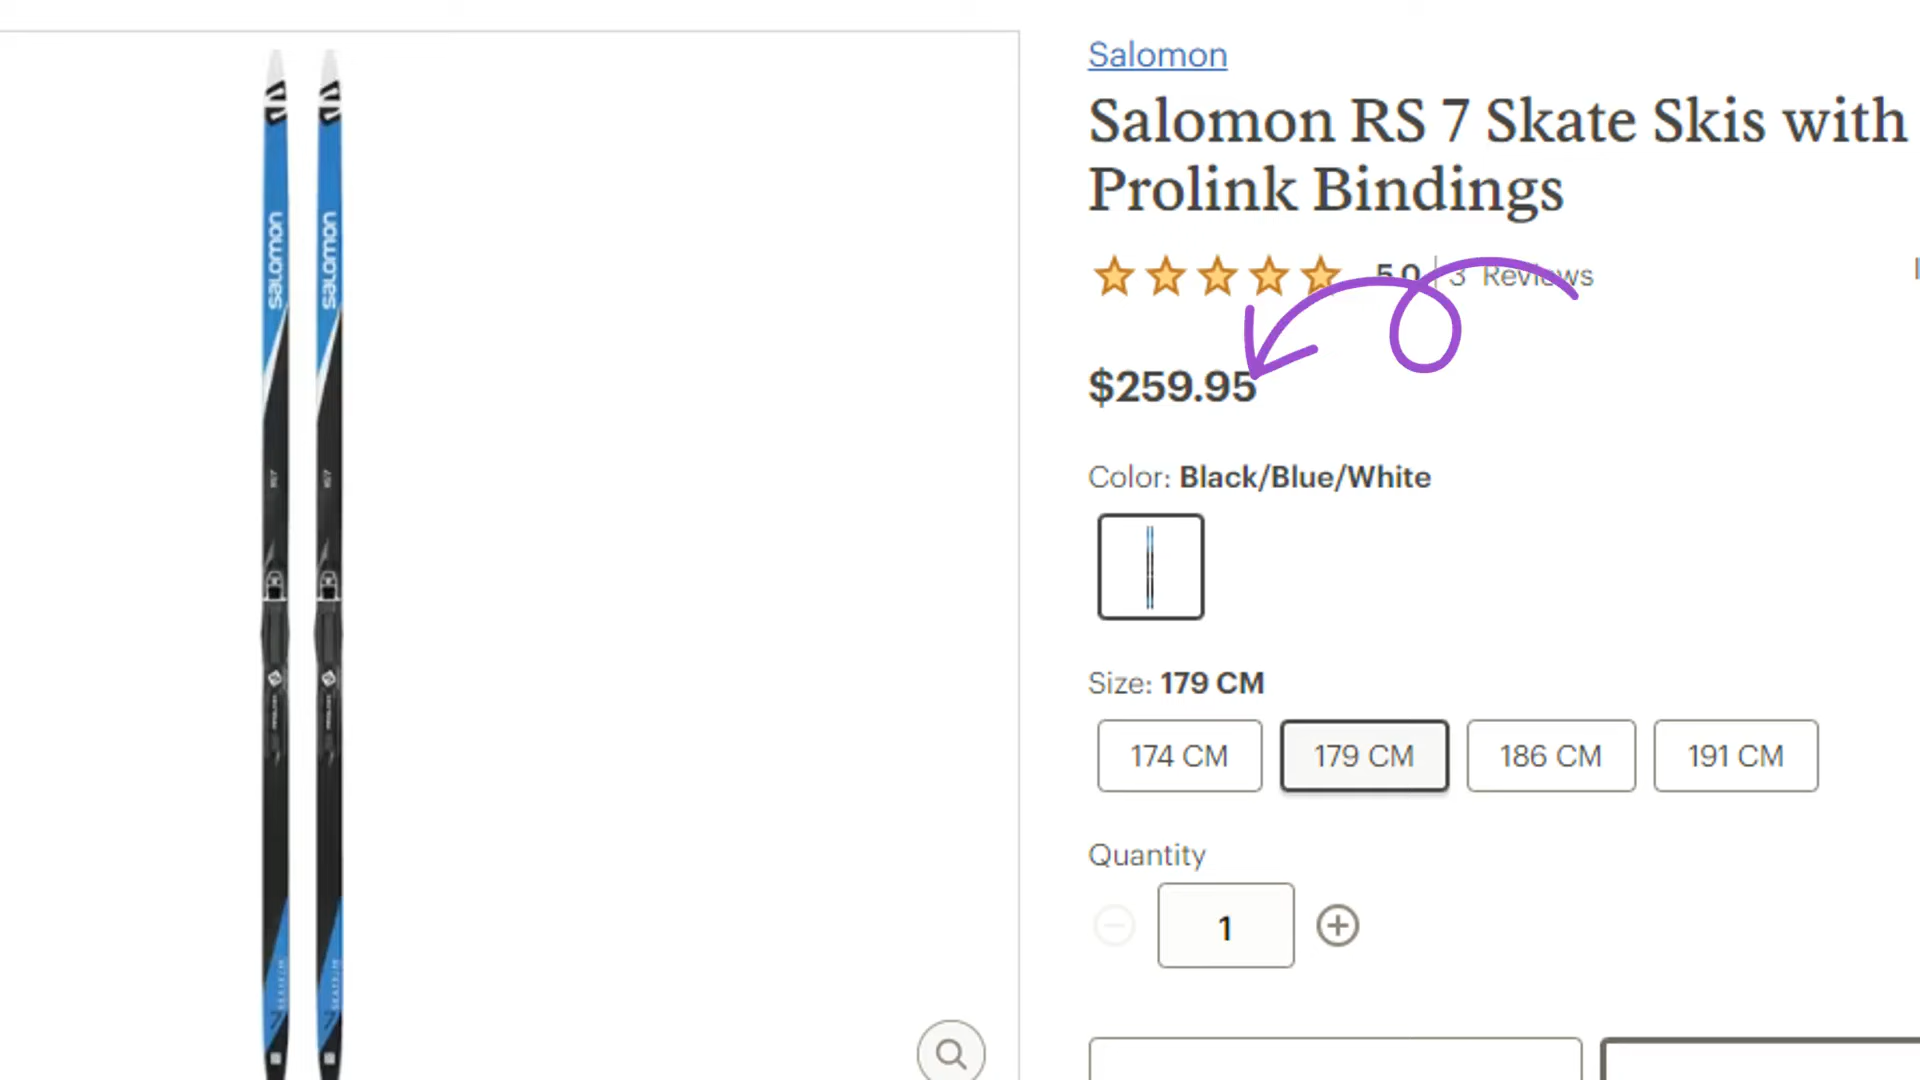 Salomon
Salomon RS 7 Skate Skis with
Prolink Bindings
5.0 3 Reviews
$259.95
Color: Black/Blue/White
Size: 179 CM
174 CM 179 CM 186 CM 191 CM
Quantity
1
salomon salomon